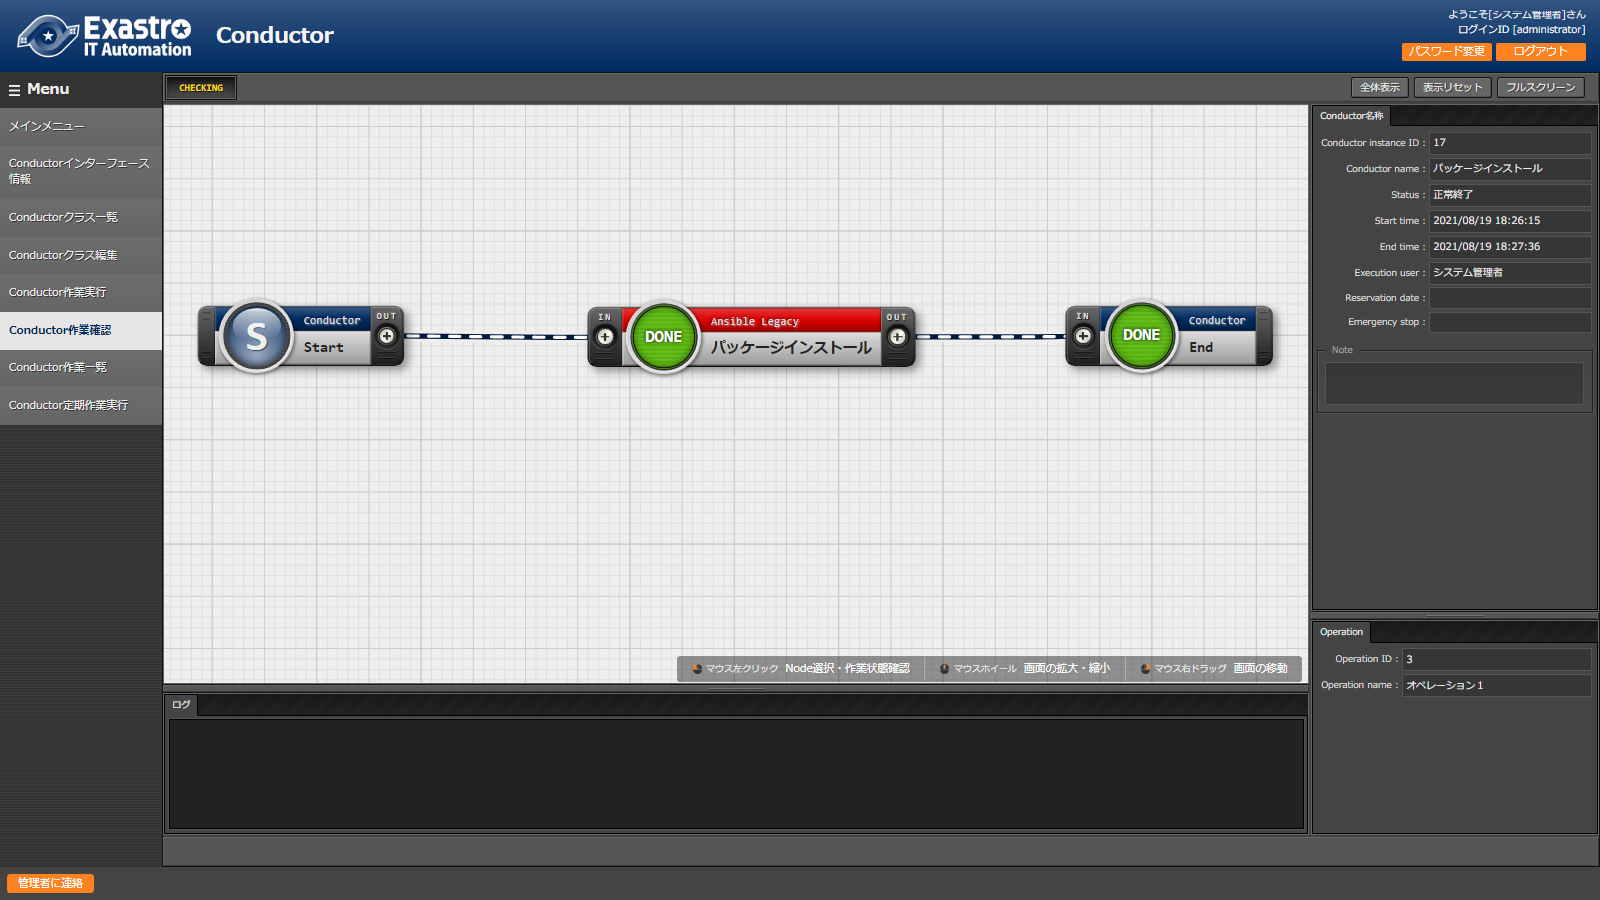 Exastro
IT Automation
Conductor
ようこそ[システム管理者]さん
ログインID [administrator]
パスワード変更
ログアウト
Menu
メインメニュー
Conductorインターフェース
情報
Conductorクラス一覧
Conductorクラス編集
Conductor作業実行
Conductor作業確認
Conductor作業一覧
Conductor定期作業実行
管理者に連絡
CHECKING
全体表示
表示リセット
フルスクリーン
S
Conductor
Start
OUT
IN
DONE
Ansible Legacy
パッケージインストール
OUT
IN
DONE
Conductor
End
マウス左クリック Node選択・作業状態確認
マウスホイール 画面の拡大・縮小
マウス右ドラッグ 画面の移動
ログ
Conductor名称
Conductor instance ID : 17
Conductor name : パッケージインストール
Status : 正常終了
Start time : 2021/08/19 18:26:15
End time : 2021/08/19 18:27:36
Execution user : システム管理者
Reservation date :
Emergency stop :
Note
Operation
Operation ID : 3
Operation name : オペレーション1